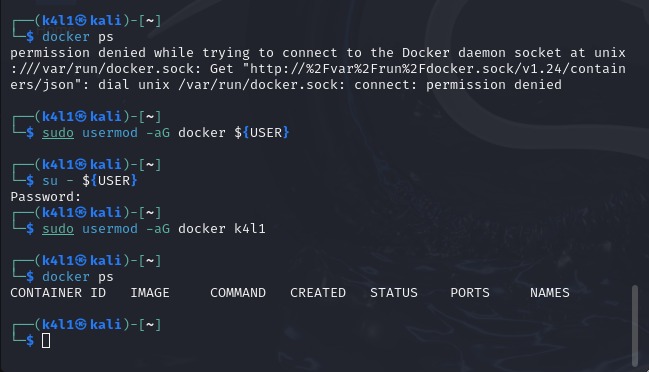 ┌──(k4l1㉿kali)-[~]
└─$ docker ps
permission denied while trying to connect to the Docker daemon socket at unix
:///var/run/docker.sock: Get "http://%2Fvar%2Frun%2Fdocker.sock/v1.24/contain
ers/json": dial unix /var/run/docker.sock: connect: permission denied
┌──(k4l1㉿kali)-[~]
└─$ sudo usermod -aG docker ${USER}
┌──(k4l1㉿kali)-[~]
└─$ su - ${USER}
Password:
┌──(k4l1㉿kali)-[~]
└─$ sudo usermod -aG docker k4l1
┌──(k4l1㉿kali)-[~]
└─$ docker ps
CONTAINER ID   IMAGE     COMMAND   CREATED   STATUS    PORTS     NAMES
┌──(k4l1㉿kali)-[~]
└─$